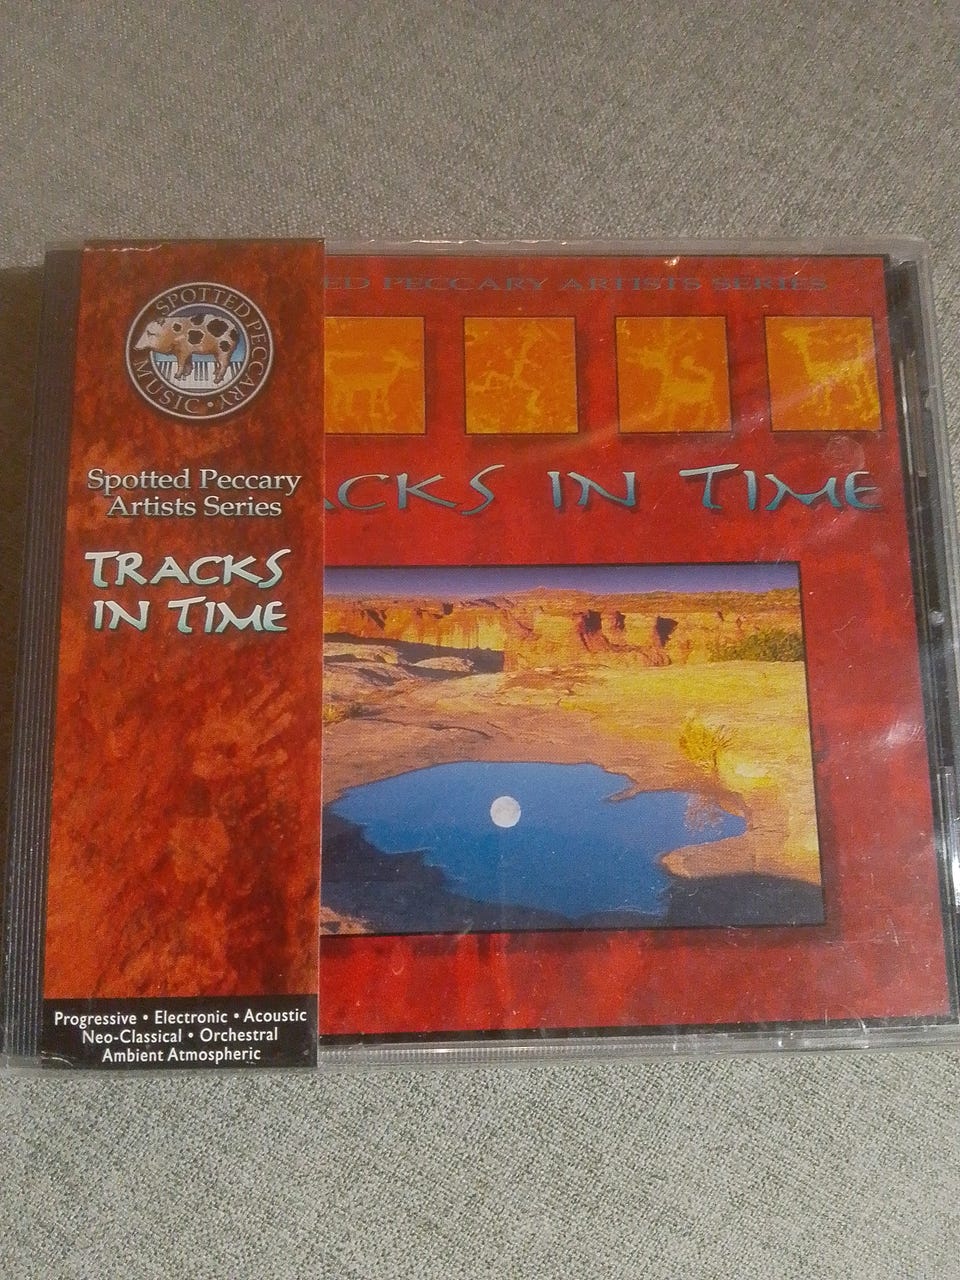 SPOTTED PECCARY
MUSIC •
Spotted Peccary
Artists Series
TRACKS
IN TIME
Progressive • Electronic • Acoustic
Neo-Classical • Orchestral
Ambient Atmospheric
ED PECCARY ARTISTS SERIES
ACKS IN TIME